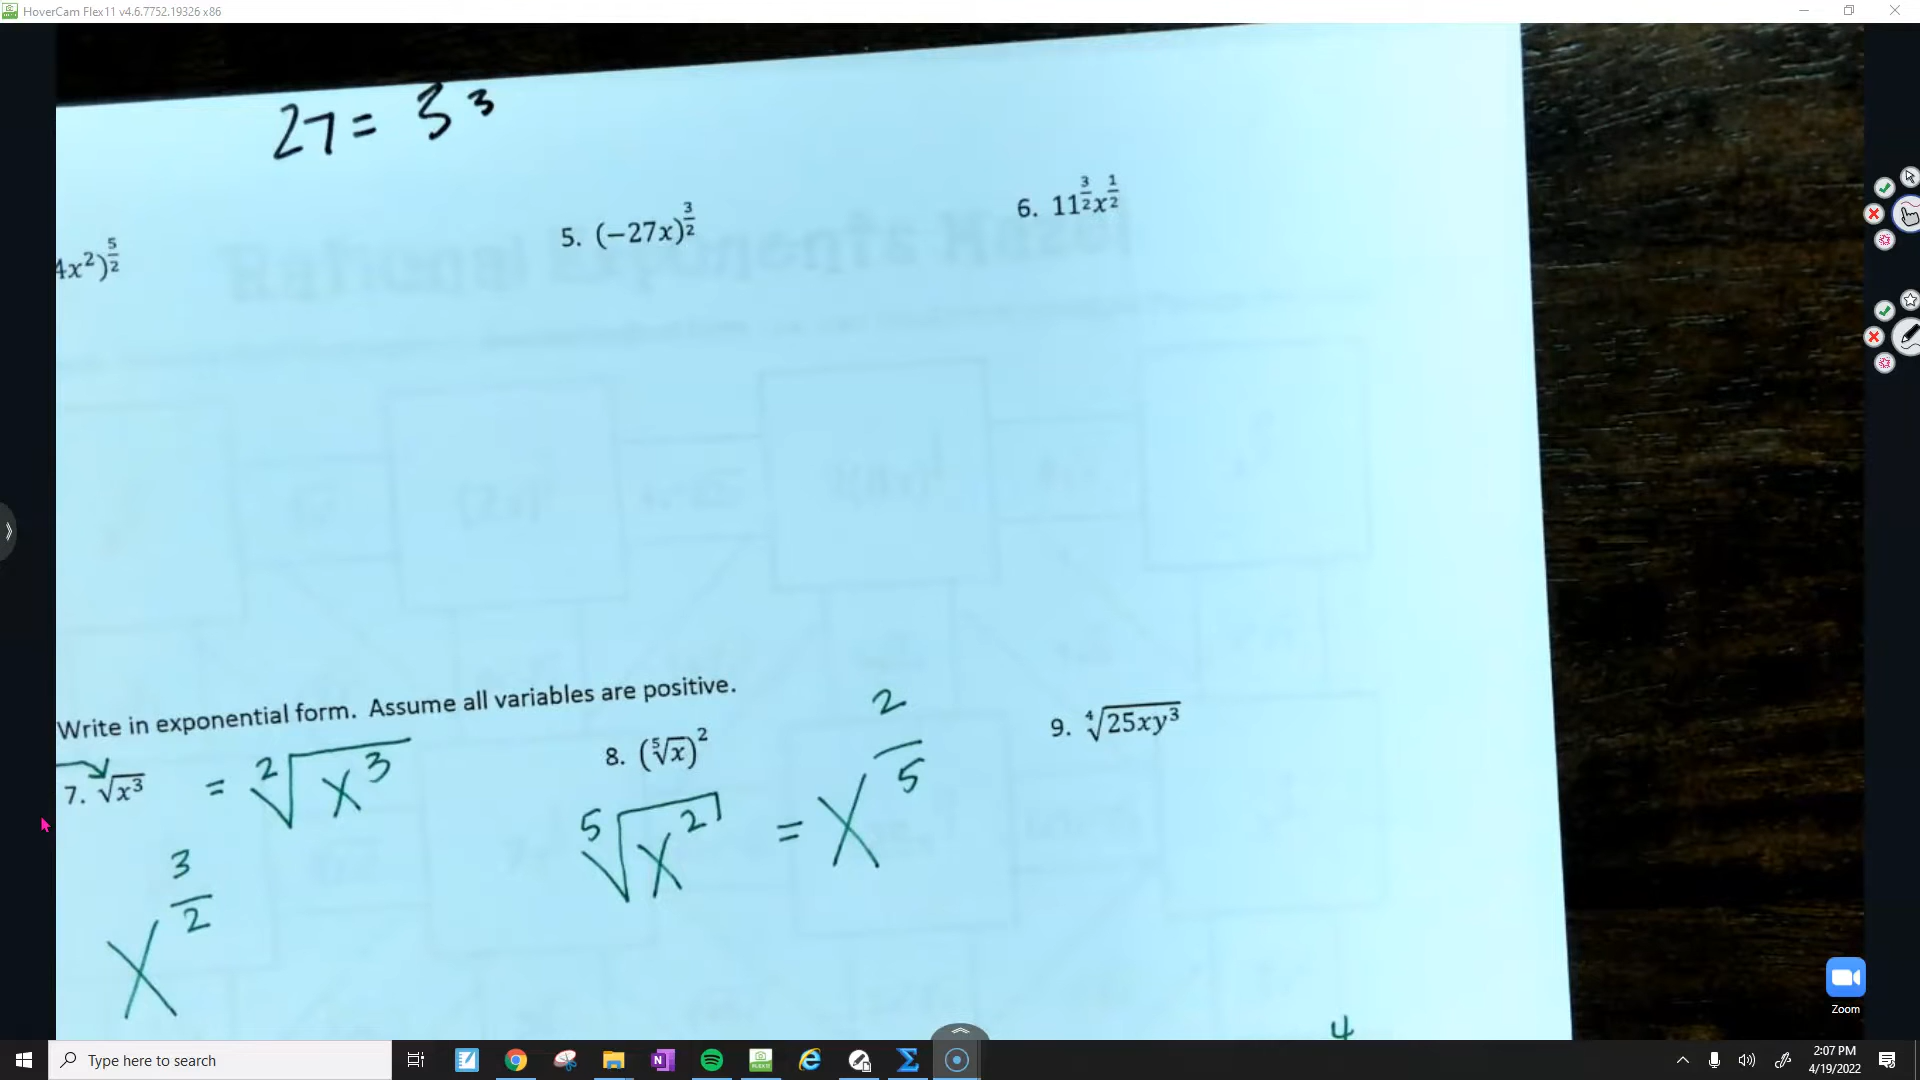 HoverCam Flex11 v4.6.7752.19326 x86
27 = 3³
4x²)^(5/2)
5. (−27x)^(3/2)
6. 11^(3/2)x^(1/2)
Rational Exponents Maze!
Write in exponential form. Assume all variables are positive.
7. √x³ = ²√x³
x^(3/2)
8. (⁵√x)²
⁵√x² = x^(2/5)
9. ⁴√25xy³
4
Zoom
Type here to search
2:07 PM
4/19/2022